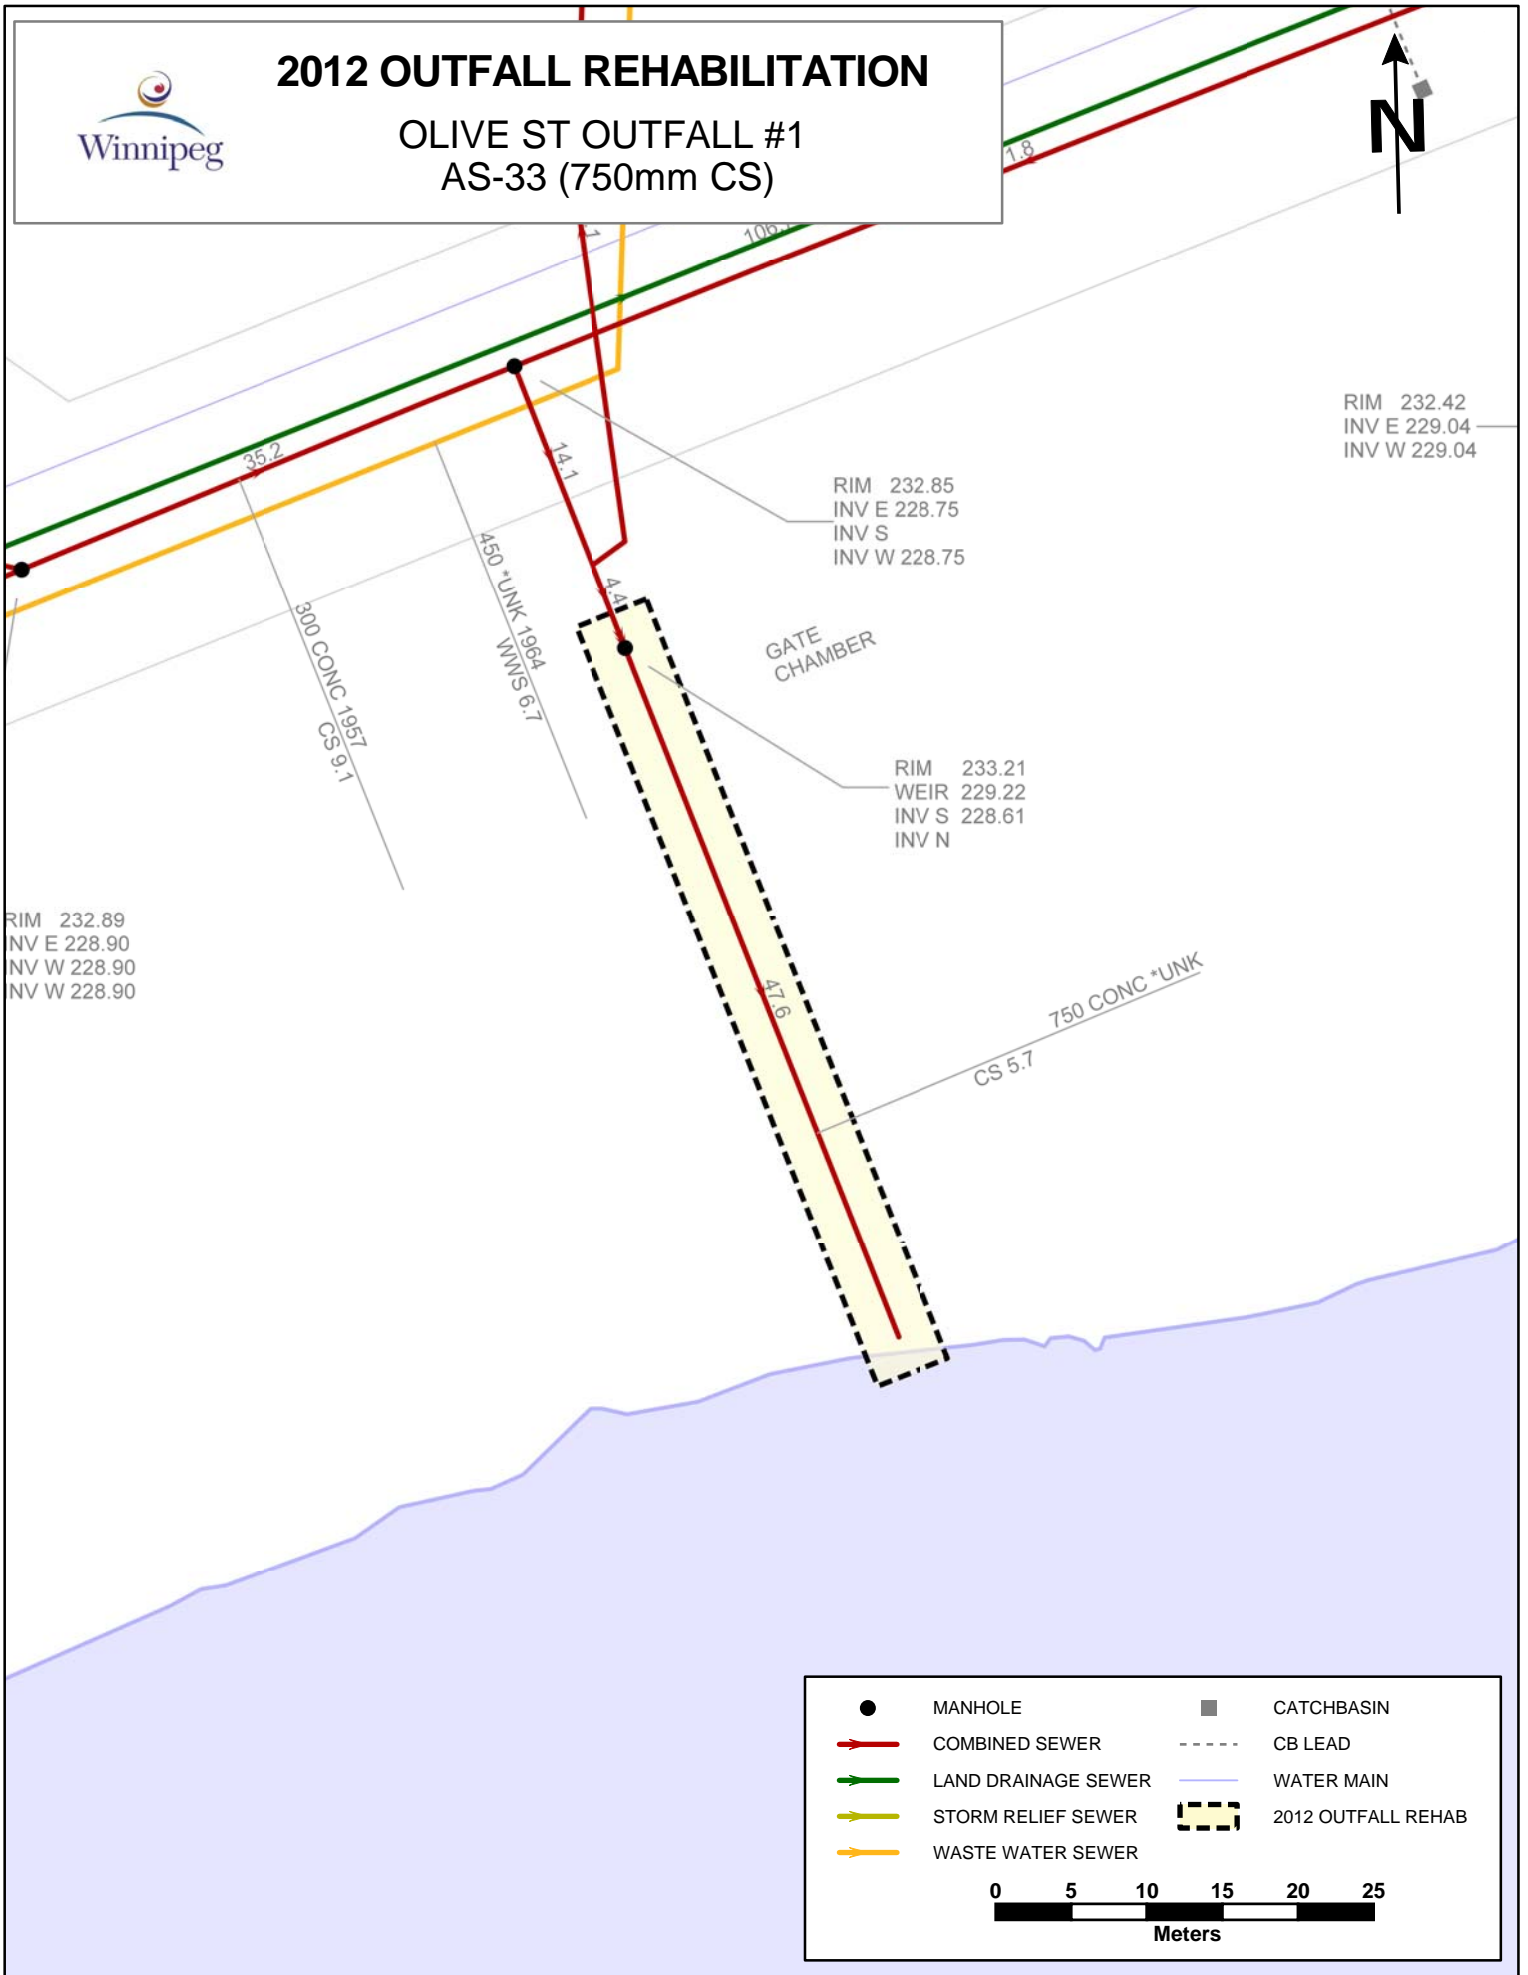 Winnipeg
2012 OUTFALL REHABILITATION
OLIVE ST OUTFALL #1
AS-33 (750mm CS)
N
1.8
106.
35.2
14.1
4.4
RIM 232.42
INV E 229.04
INV W 229.04
RIM 232.85
INV E 228.75
INV S
INV W 228.75
300 CONC 1957
CS 9.1
450 *UNK 1964
WWS 6.7
GATE
CHAMBER
RIM 233.21
WEIR 229.22
INV S 228.61
INV N
RIM 232.89
INV E 228.90
INV W 228.90
INV W 228.90
47.6
750 CONC *UNK
CS 5.7
MANHOLE
COMBINED SEWER
LAND DRAINAGE SEWER
STORM RELIEF SEWER
WASTE WATER SEWER
CATCHBASIN
CB LEAD
WATER MAIN
2012 OUTFALL REHAB
0 5 10 15 20 25
Meters